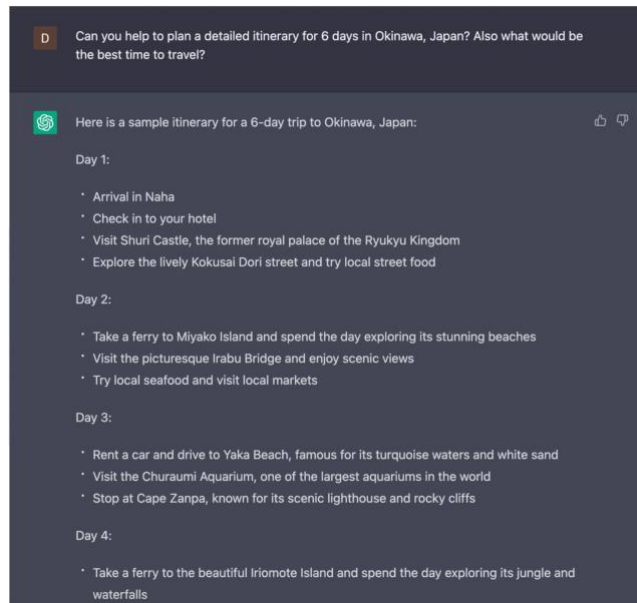 D
Can you help to plan a detailed itinerary for 6 days in Okinawa, Japan? Also what would be
the best time to travel?
Here is a sample itinerary for a 6-day trip to Okinawa, Japan:
Day 1:
• Arrival in Naha
• Check in to your hotel
• Visit Shuri Castle, the former royal palace of the Ryukyu Kingdom
• Explore the lively Kokusai Dori street and try local street food
Day 2:
• Take a ferry to Miyako Island and spend the day exploring its stunning beaches
• Visit the picturesque Irabu Bridge and enjoy scenic views
• Try local seafood and visit local markets
Day 3:
• Rent a car and drive to Yaka Beach, famous for its turquoise waters and white sand
• Visit the Churaumi Aquarium, one of the largest aquariums in the world
• Stop at Cape Zanpa, known for its scenic lighthouse and rocky cliffs
Day 4:
• Take a ferry to the beautiful Iriomote Island and spend the day exploring its jungle and
waterfalls